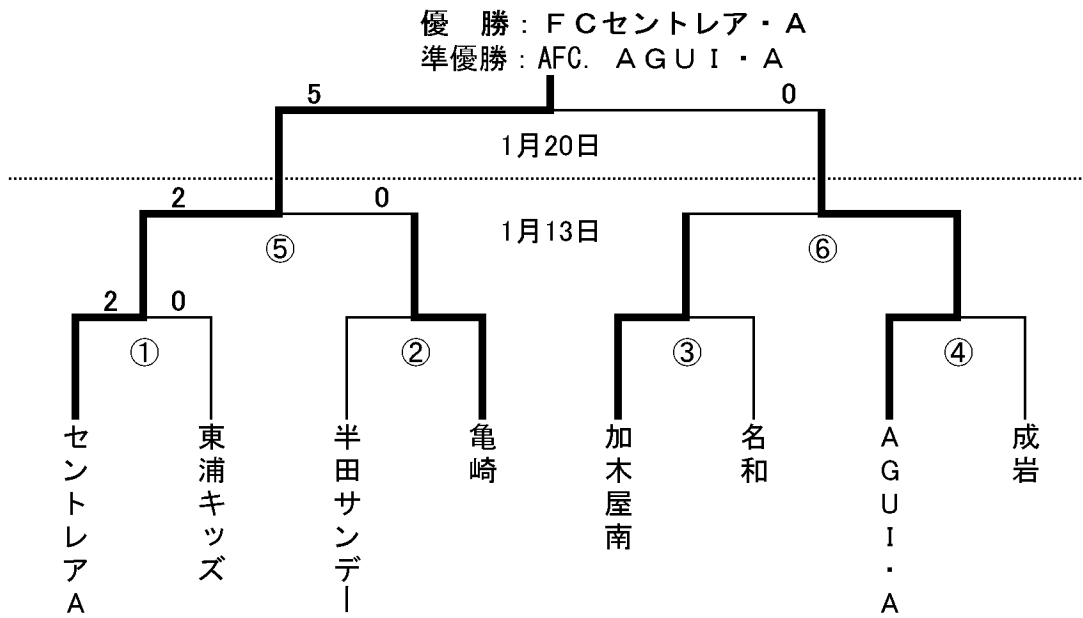 優　勝：ＦＣセントレア・Ａ
準優勝：AFC. ＡＧＵＩ・Ａ
5 0
1月20日
2 0
1月13日
⑤ ⑥
2 0
① ② ③ ④
セントレアＡ
東浦キッズ
半田サンデー
亀崎
加木屋南
名和
ＡＧＵＩ・Ａ
成岩